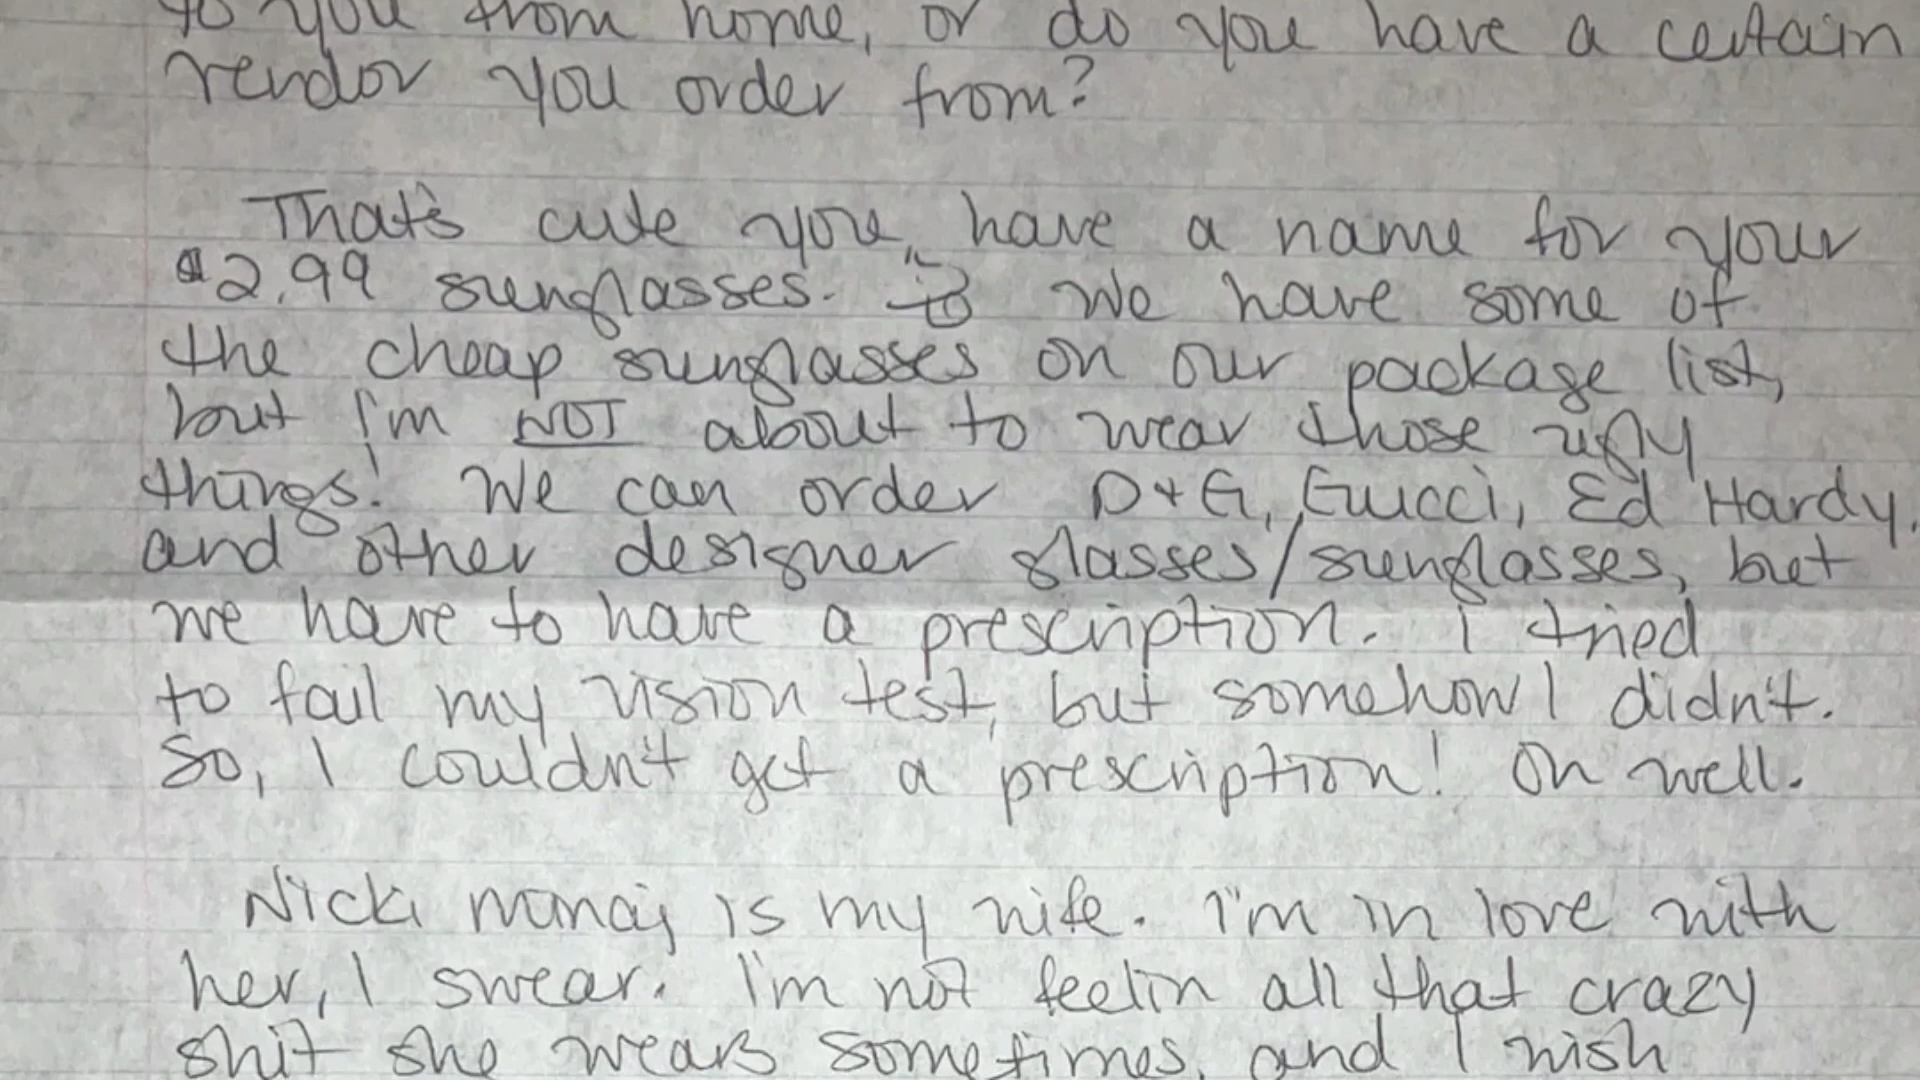 to you from home, or do you have a certain
vendor you order from?
That's cute you have a name for your
$2.99 sunglasses. We have some of
the cheap sunglasses on our package list,
but I'm NOT about to wear those ugly
things! We can order D+G, Gucci, Ed Hardy,
and other designer glasses/sunglasses, but
we have to have a prescription. I tried
to fail my vision test, but somehow I didn't.
So, I couldn't get a prescription! Oh well.
Nicki Minaj is my wife. I'm in love with
her, I swear. I'm not feelin all that crazy
shit she wears sometimes, and I wish